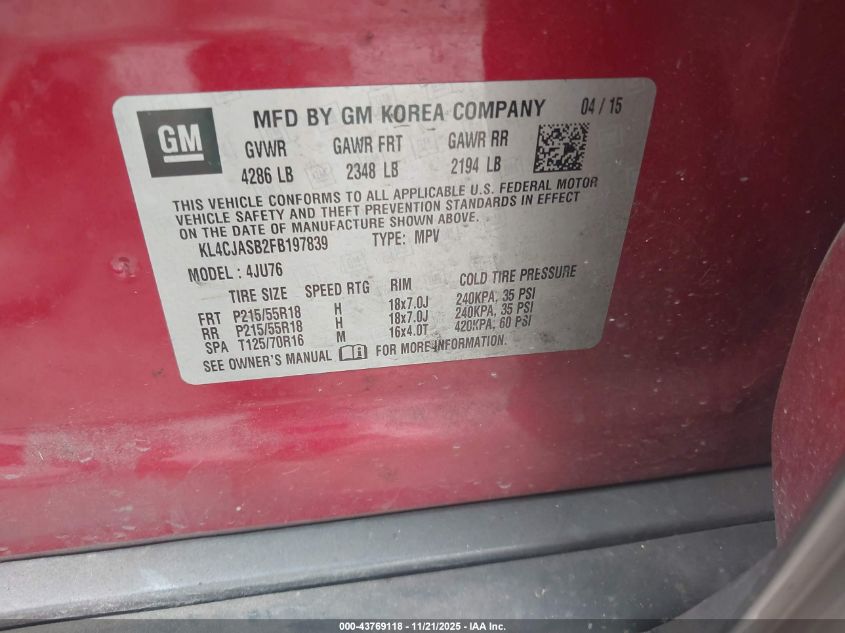 GM
MFD BY GM KOREA COMPANY 04 / 15
GVWR GAWR FRT GAWR RR
4286 LB 2348 LB 2194 LB
THIS VEHICLE CONFORMS TO ALL APPLICABLE U.S. FEDERAL MOTOR
VEHICLE SAFETY AND THEFT PREVENTION STANDARDS IN EFFECT
ON THE DATE OF MANUFACTURE SHOWN ABOVE.
KL4CJASB2FB197839 TYPE: MPV
MODEL : 4JU76
TIRE SIZE SPEED RTG RIM COLD TIRE PRESSURE
FRT P215/55R18 H 18x7.0J 240KPA, 35 PSI
RR P215/55R18 H 18x7.0J 240KPA, 35 PSI
SPA T125/70R16 M 16x4.0T 420KPA, 60 PSI
SEE OWNER'S MANUAL FOR MORE INFORMATION.
000-43769118 - 11/21/2025 - IAA Inc.